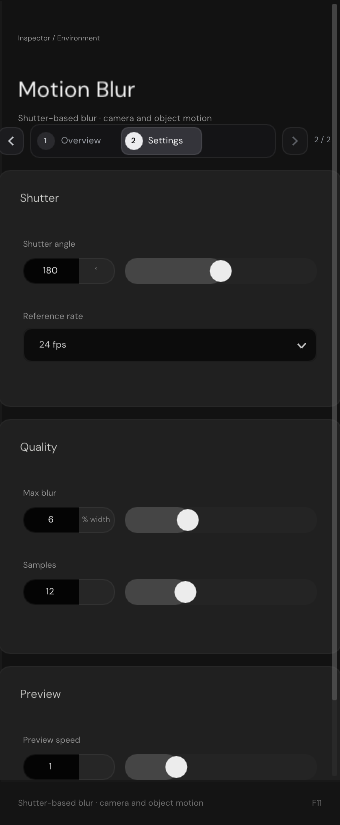 Inspector / Environment
Motion Blur
Shutter-based blur · camera and object motion
1 Overview 2 Settings 2 / 2
Shutter
Shutter angle
180 °
Reference rate
24 fps
Quality
Max blur
6 % width
Samples
12
Preview
Preview speed
1
Shutter-based blur · camera and object motion F11